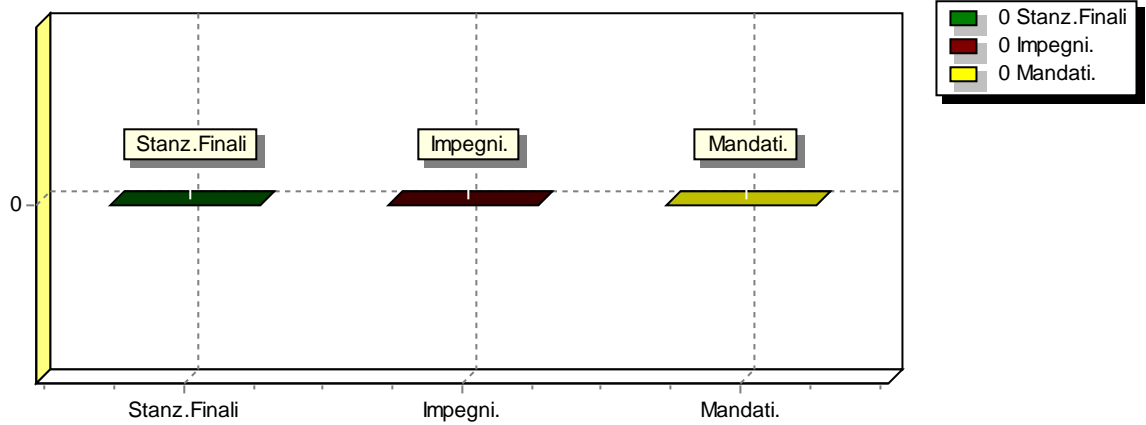 0 Stanz.Finali
0 Impegni.
0 Mandati.
Stanz.Finali
Impegni.
Mandati.
0
Stanz.Finali
Impegni.
Mandati.